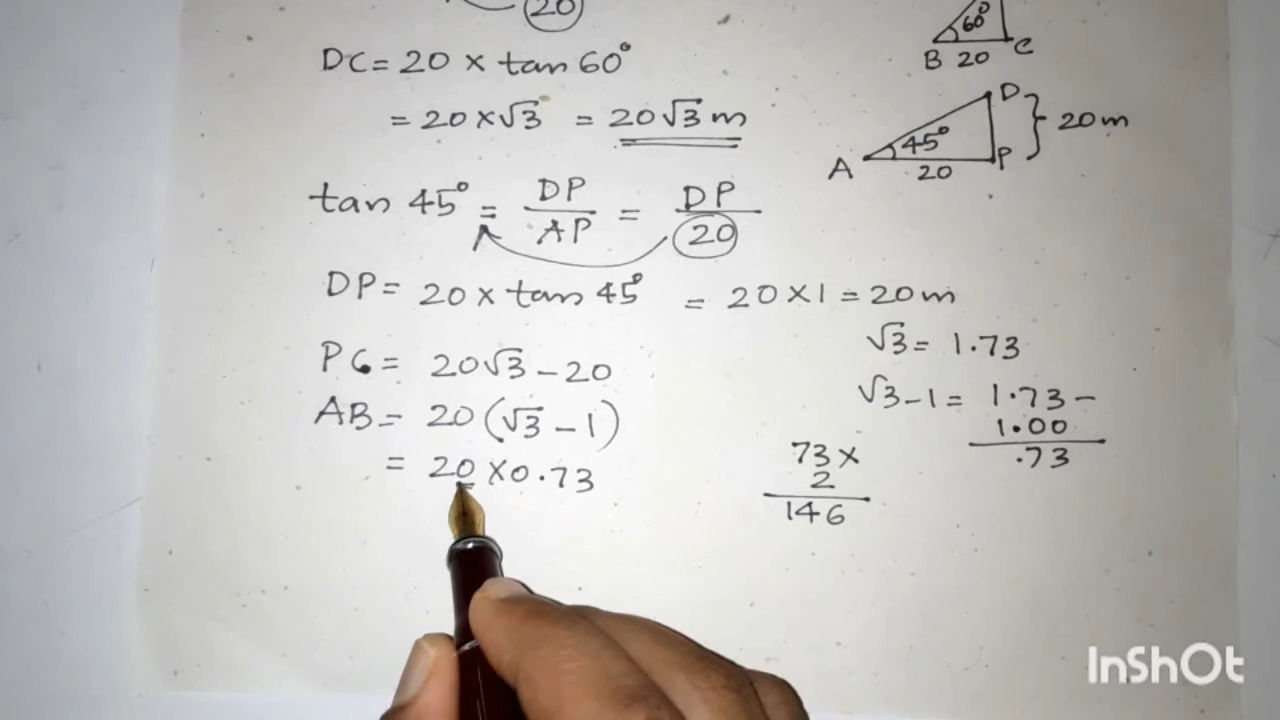 20
60°
B 20 C
DC = 20 × tan 60°
= 20 × √3 = 20√3 m
D
45°
20 m
A 20 P
tan 45° = DP/AP = DP/20
DP = 20 × tan 45° = 20 × 1 = 20 m
√3 = 1.73
PC = 20√3 - 20
√3 - 1 = 1.73 -
1.00
.73
AB = 20 (√3 - 1)
= 20 × 0.73
73 ×
2
146
InShOt